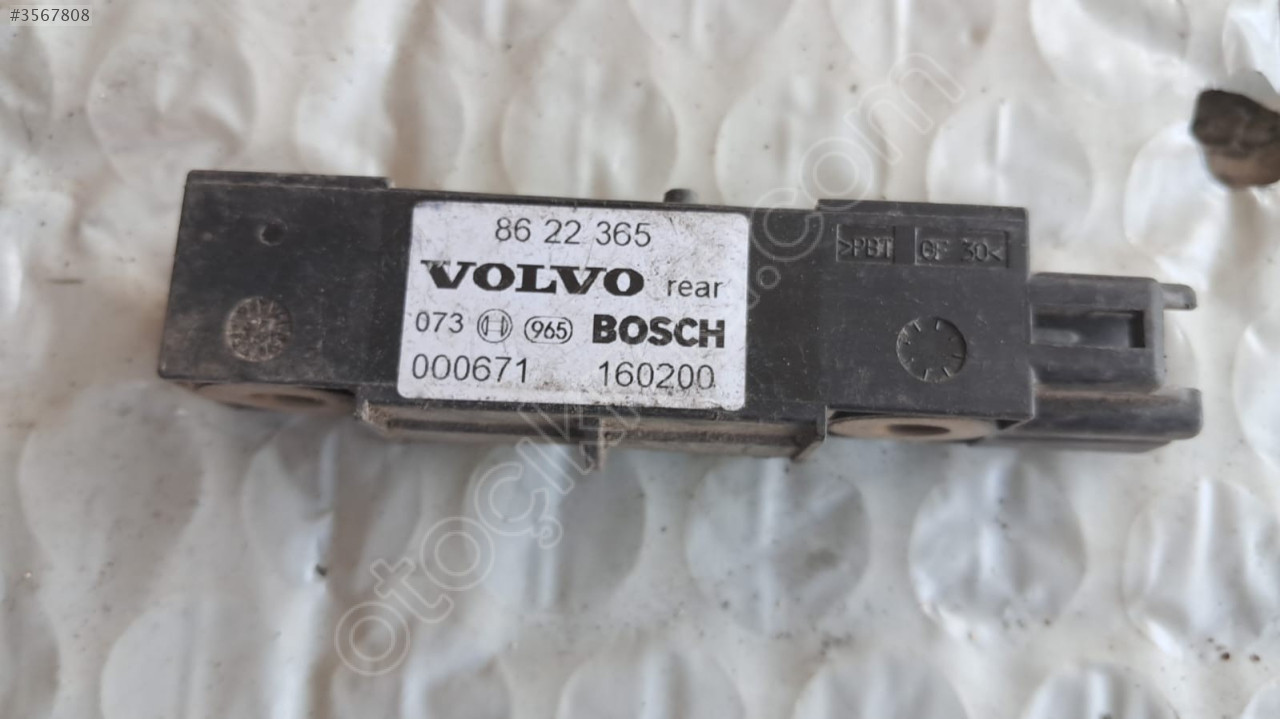 #3567808
86 22 365
VOLVO rear
073 965 BOSCH
000671 160200
>PBT GF 30<